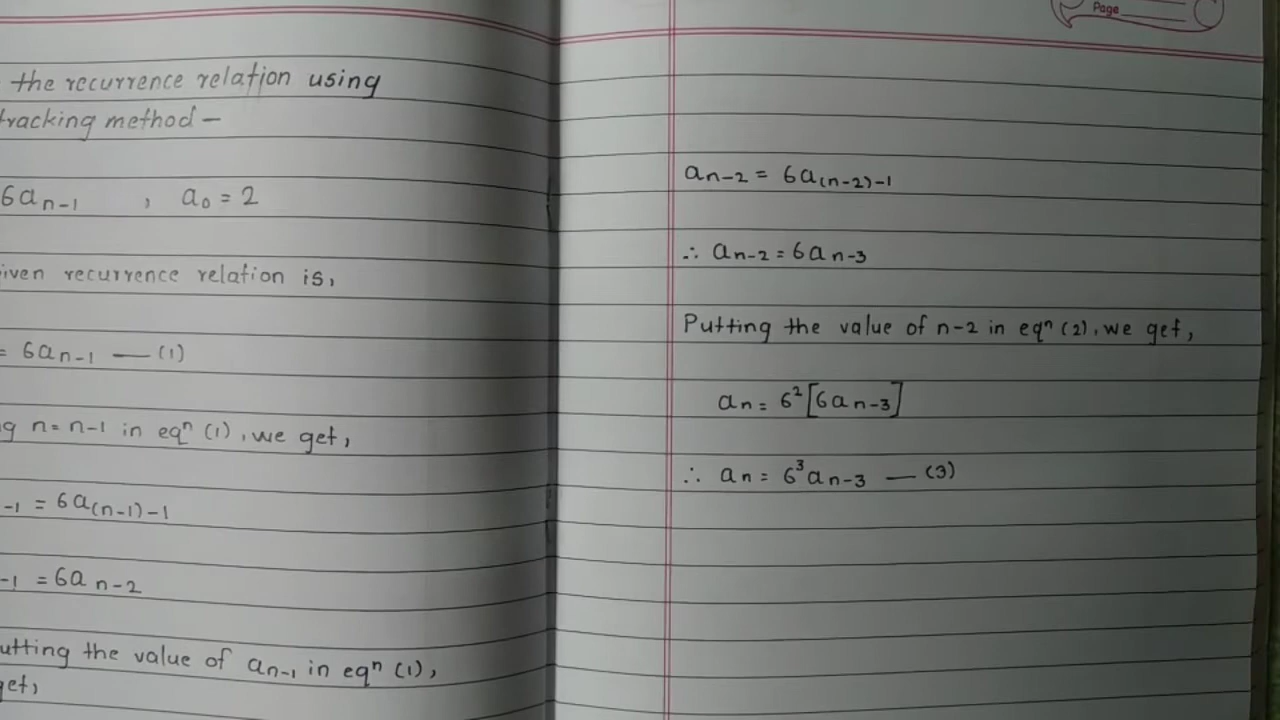 the recurrence relation using
tracking method –
6aₙ₋₁ , a₀ = 2
iven recurrence relation is,
= 6aₙ₋₁ — (1)
g n = n-1 in eqⁿ (1), we get,
₋₁ = 6a₍ₙ₋₁₎₋₁
₋₁ = 6aₙ₋₂
utting the value of aₙ₋₁ in eqⁿ (1),
get,
Page
aₙ₋₂ = 6a₍ₙ₋₂₎₋₁
∴ aₙ₋₂ = 6aₙ₋₃
Putting the value of n-2 in eqⁿ (2), we get,
aₙ = 6²[6aₙ₋₃]
∴ aₙ = 6³aₙ₋₃ — (3)